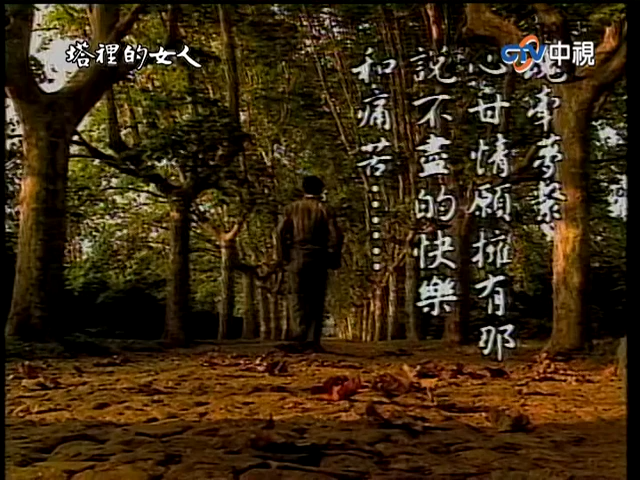 塔裡的女人
CTV中視
魂牽夢縈
心甘情願擁有那
說不盡的快樂
和痛苦………